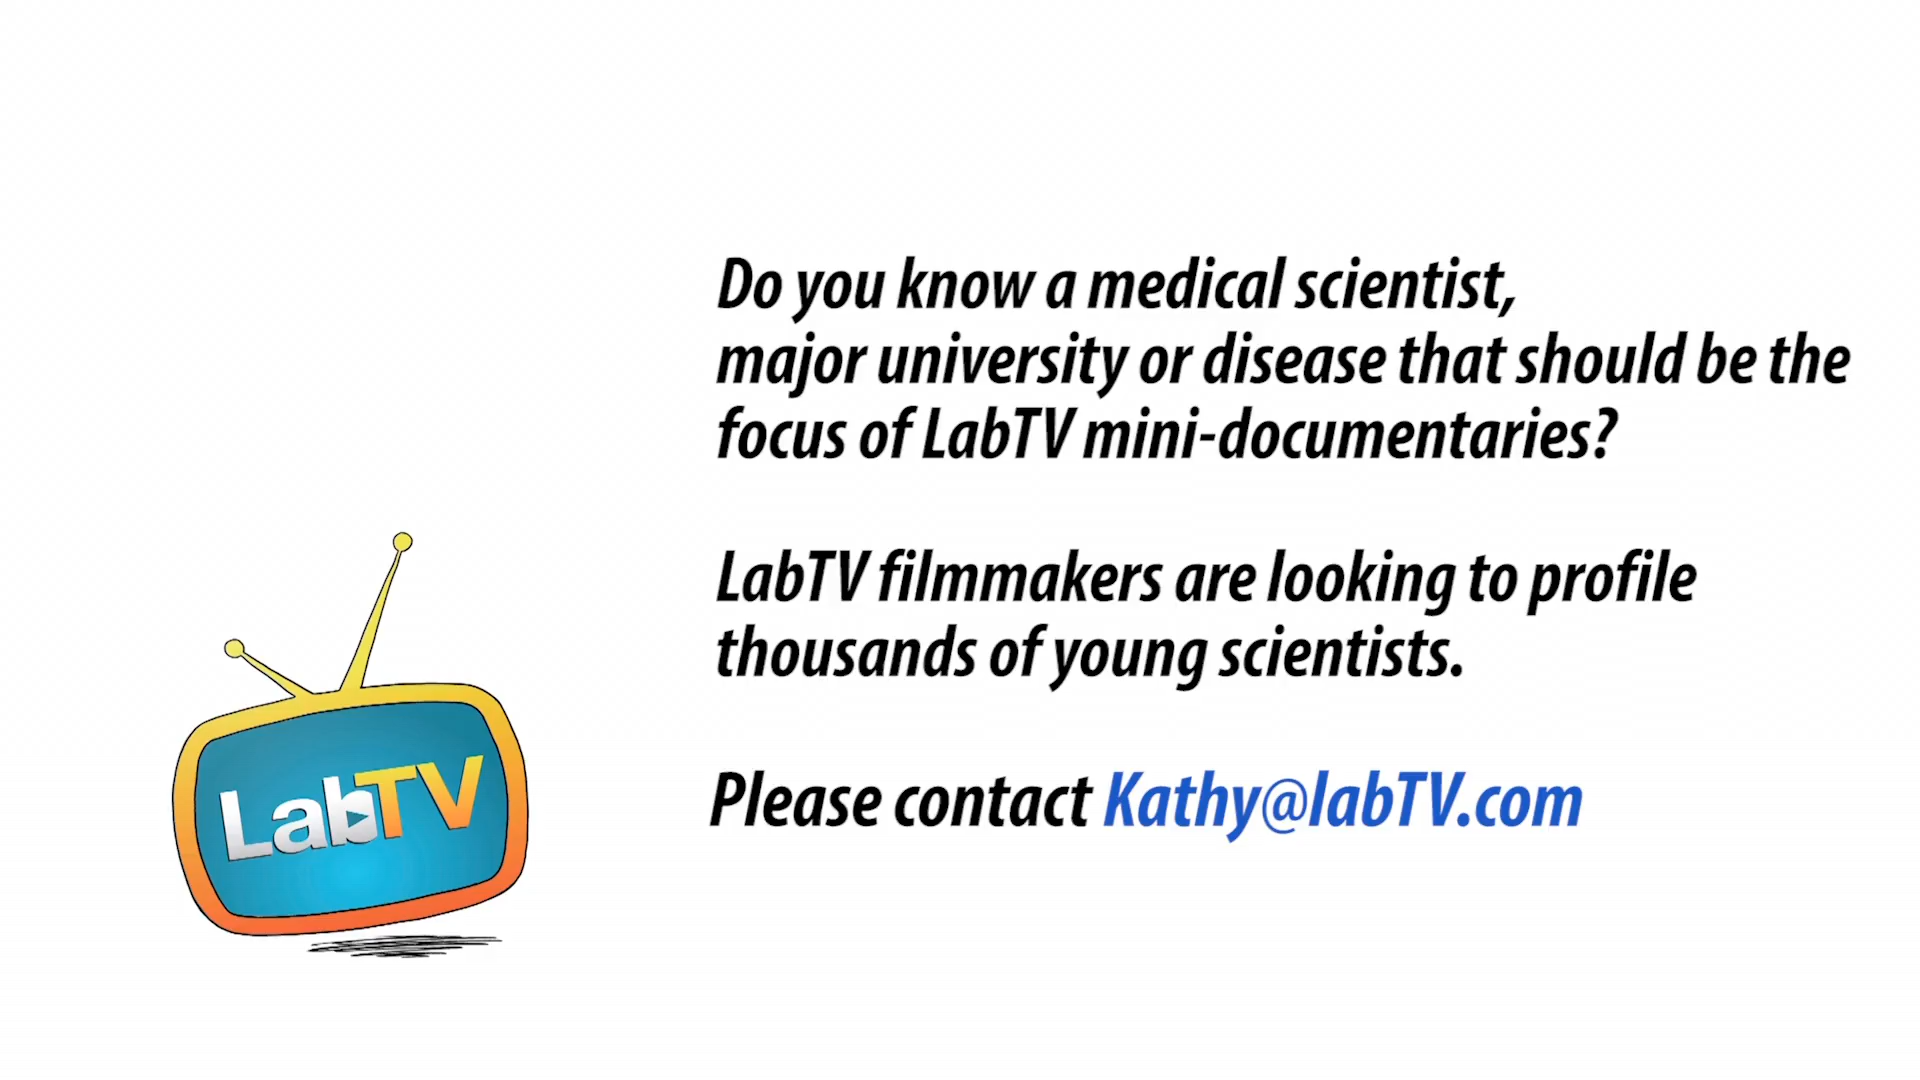 Do you know a medical scientist,
major university or disease that should be the
focus of LabTV mini-documentaries?
LabTV filmmakers are looking to profile
thousands of young scientists.
Please contact Kathy@labTV.com
LabTV